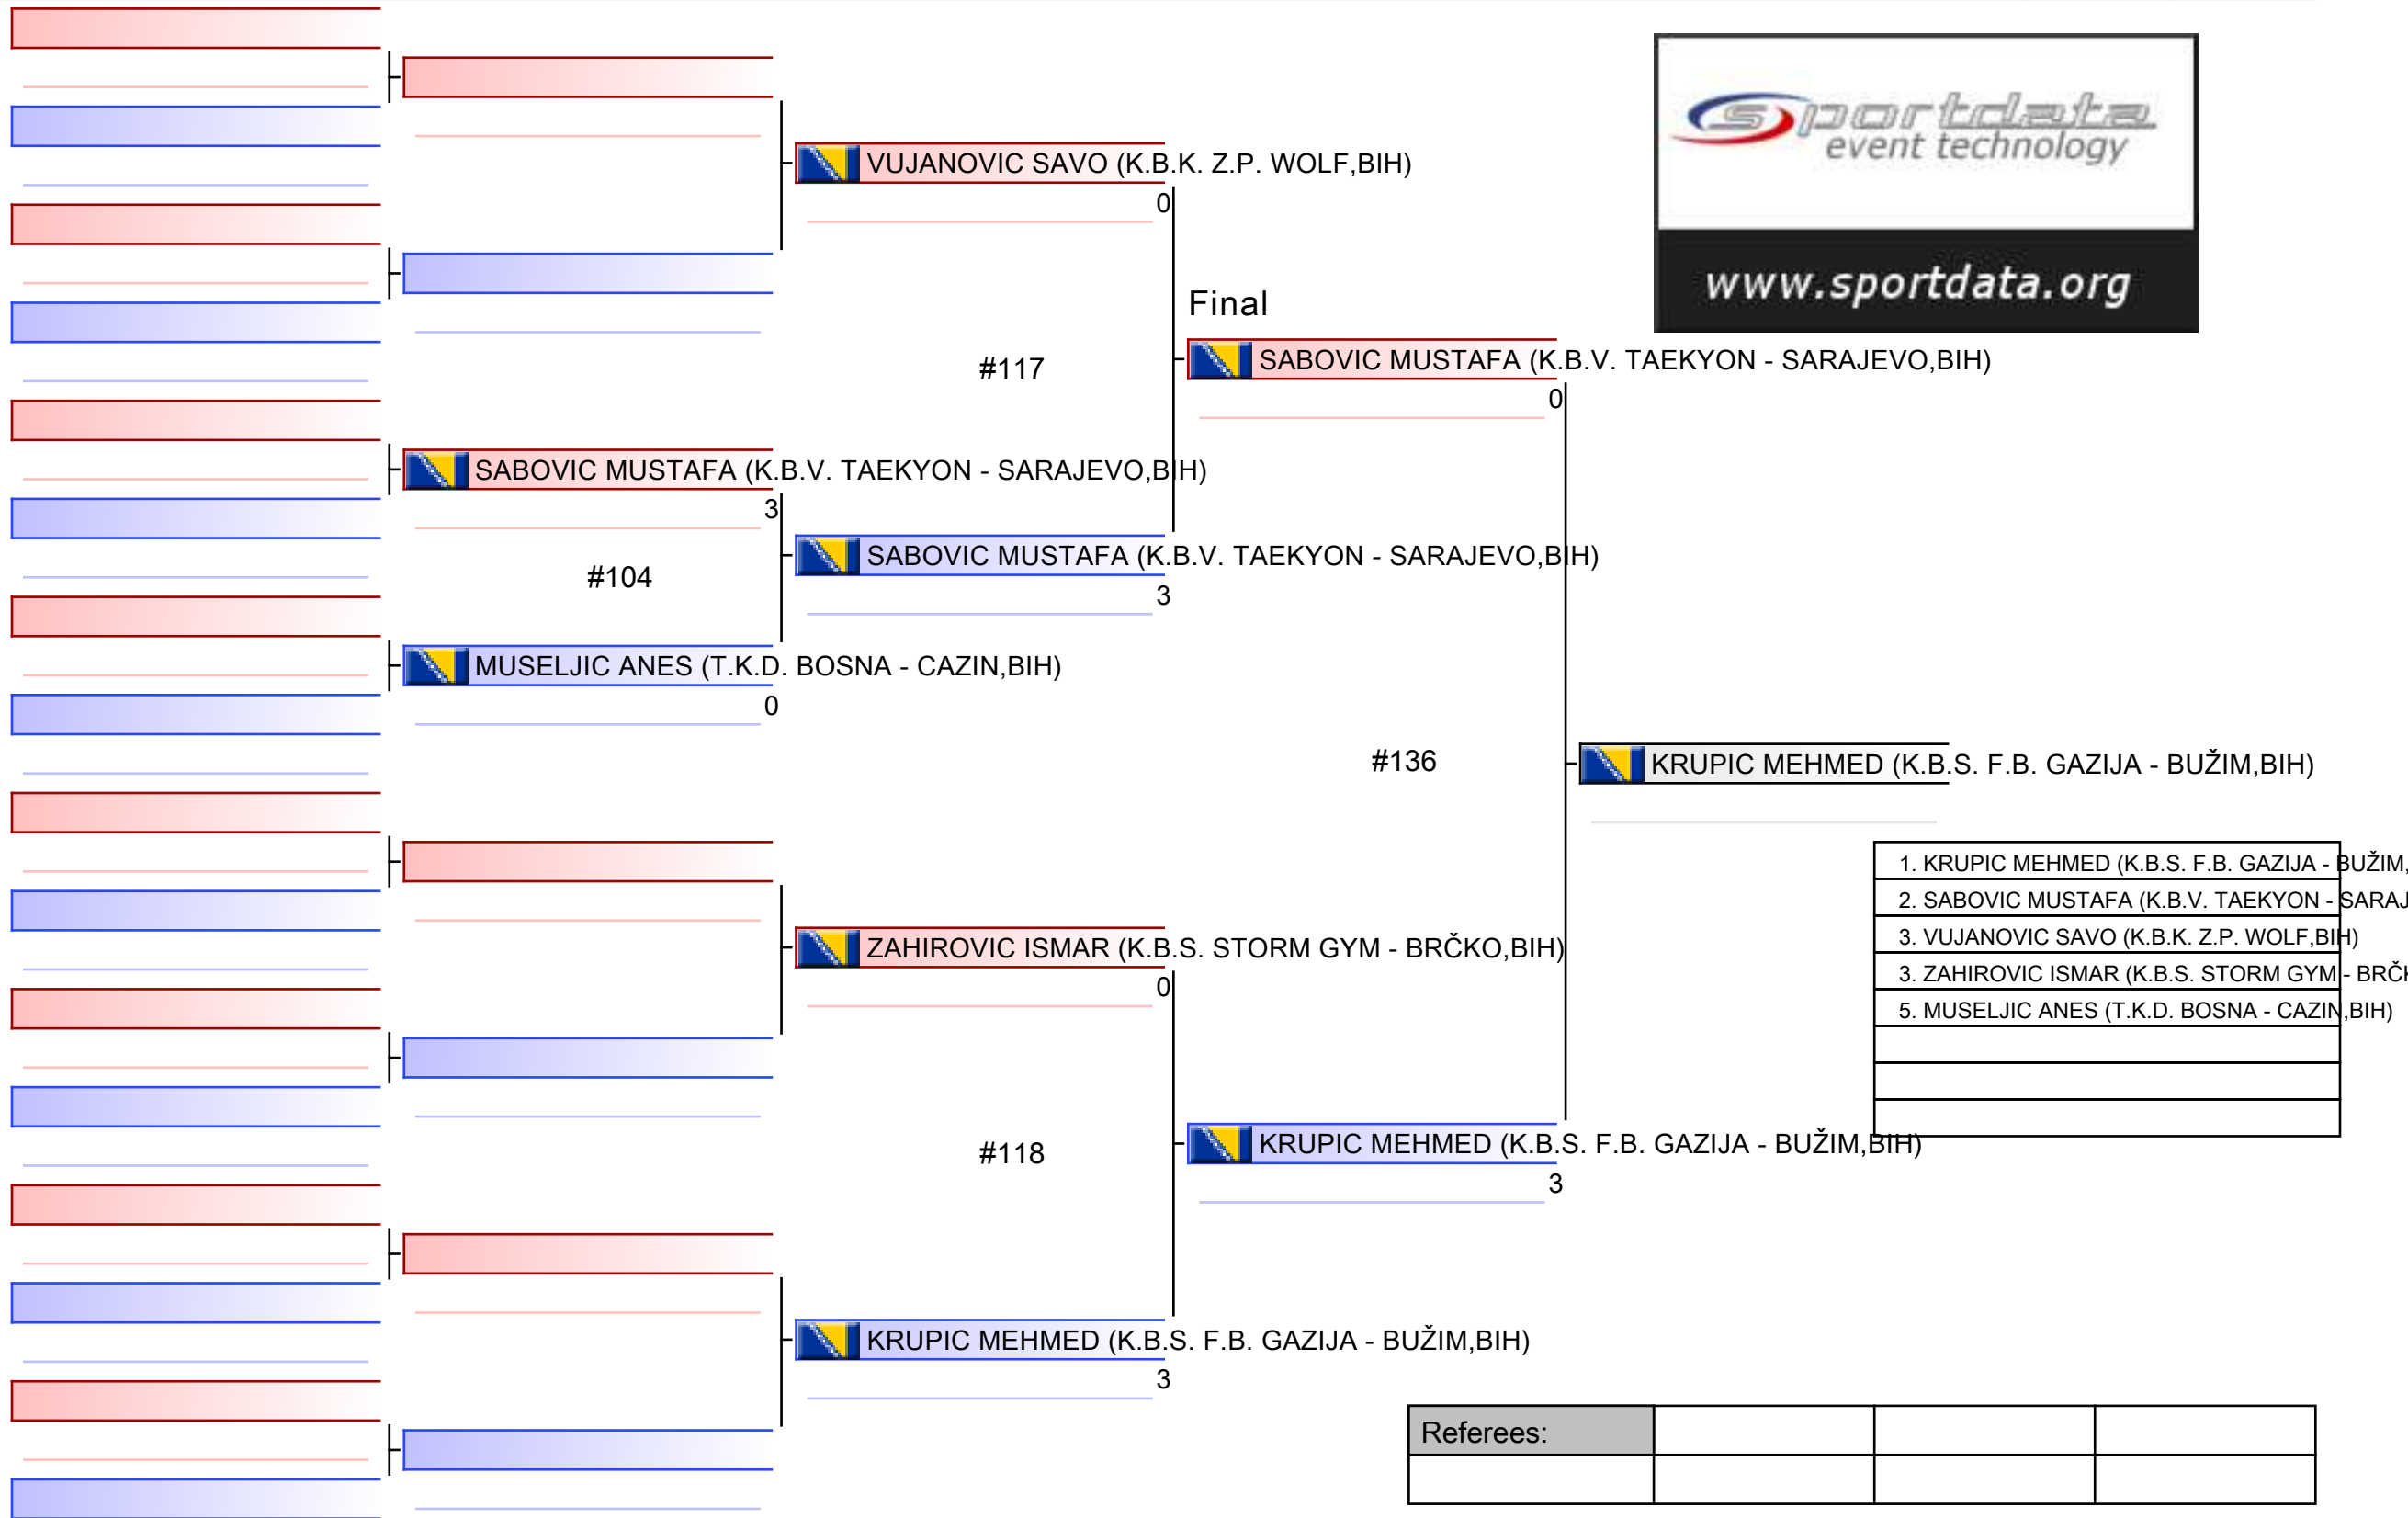 sportdata
event technology
www.sportdata.org
VUJANOVIC SAVO (K.B.K. Z.P. WOLF,BIH)
0
Final
#117
SABOVIC MUSTAFA (K.B.V. TAEKYON - SARAJEVO,BIH)
0
SABOVIC MUSTAFA (K.B.V. TAEKYON - SARAJEVO,BIH)
3
#104
SABOVIC MUSTAFA (K.B.V. TAEKYON - SARAJEVO,BIH)
3
MUSELJIC ANES (T.K.D. BOSNA - CAZIN,BIH)
0
#136
KRUPIC MEHMED (K.B.S. F.B. GAZIJA - BUŽIM,BIH)
1. KRUPIC MEHMED (K.B.S. F.B. GAZIJA - BUŽIM,
2. SABOVIC MUSTAFA (K.B.V. TAEKYON - SARAJ
3. VUJANOVIC SAVO (K.B.K. Z.P. WOLF,BIH)
3. ZAHIROVIC ISMAR (K.B.S. STORM GYM - BRČK
5. MUSELJIC ANES (T.K.D. BOSNA - CAZIN,BIH)
ZAHIROVIC ISMAR (K.B.S. STORM GYM - BRČKO,BIH)
0
#118
KRUPIC MEHMED (K.B.S. F.B. GAZIJA - BUŽIM,BIH)
3
KRUPIC MEHMED (K.B.S. F.B. GAZIJA - BUŽIM,BIH)
3
Referees: